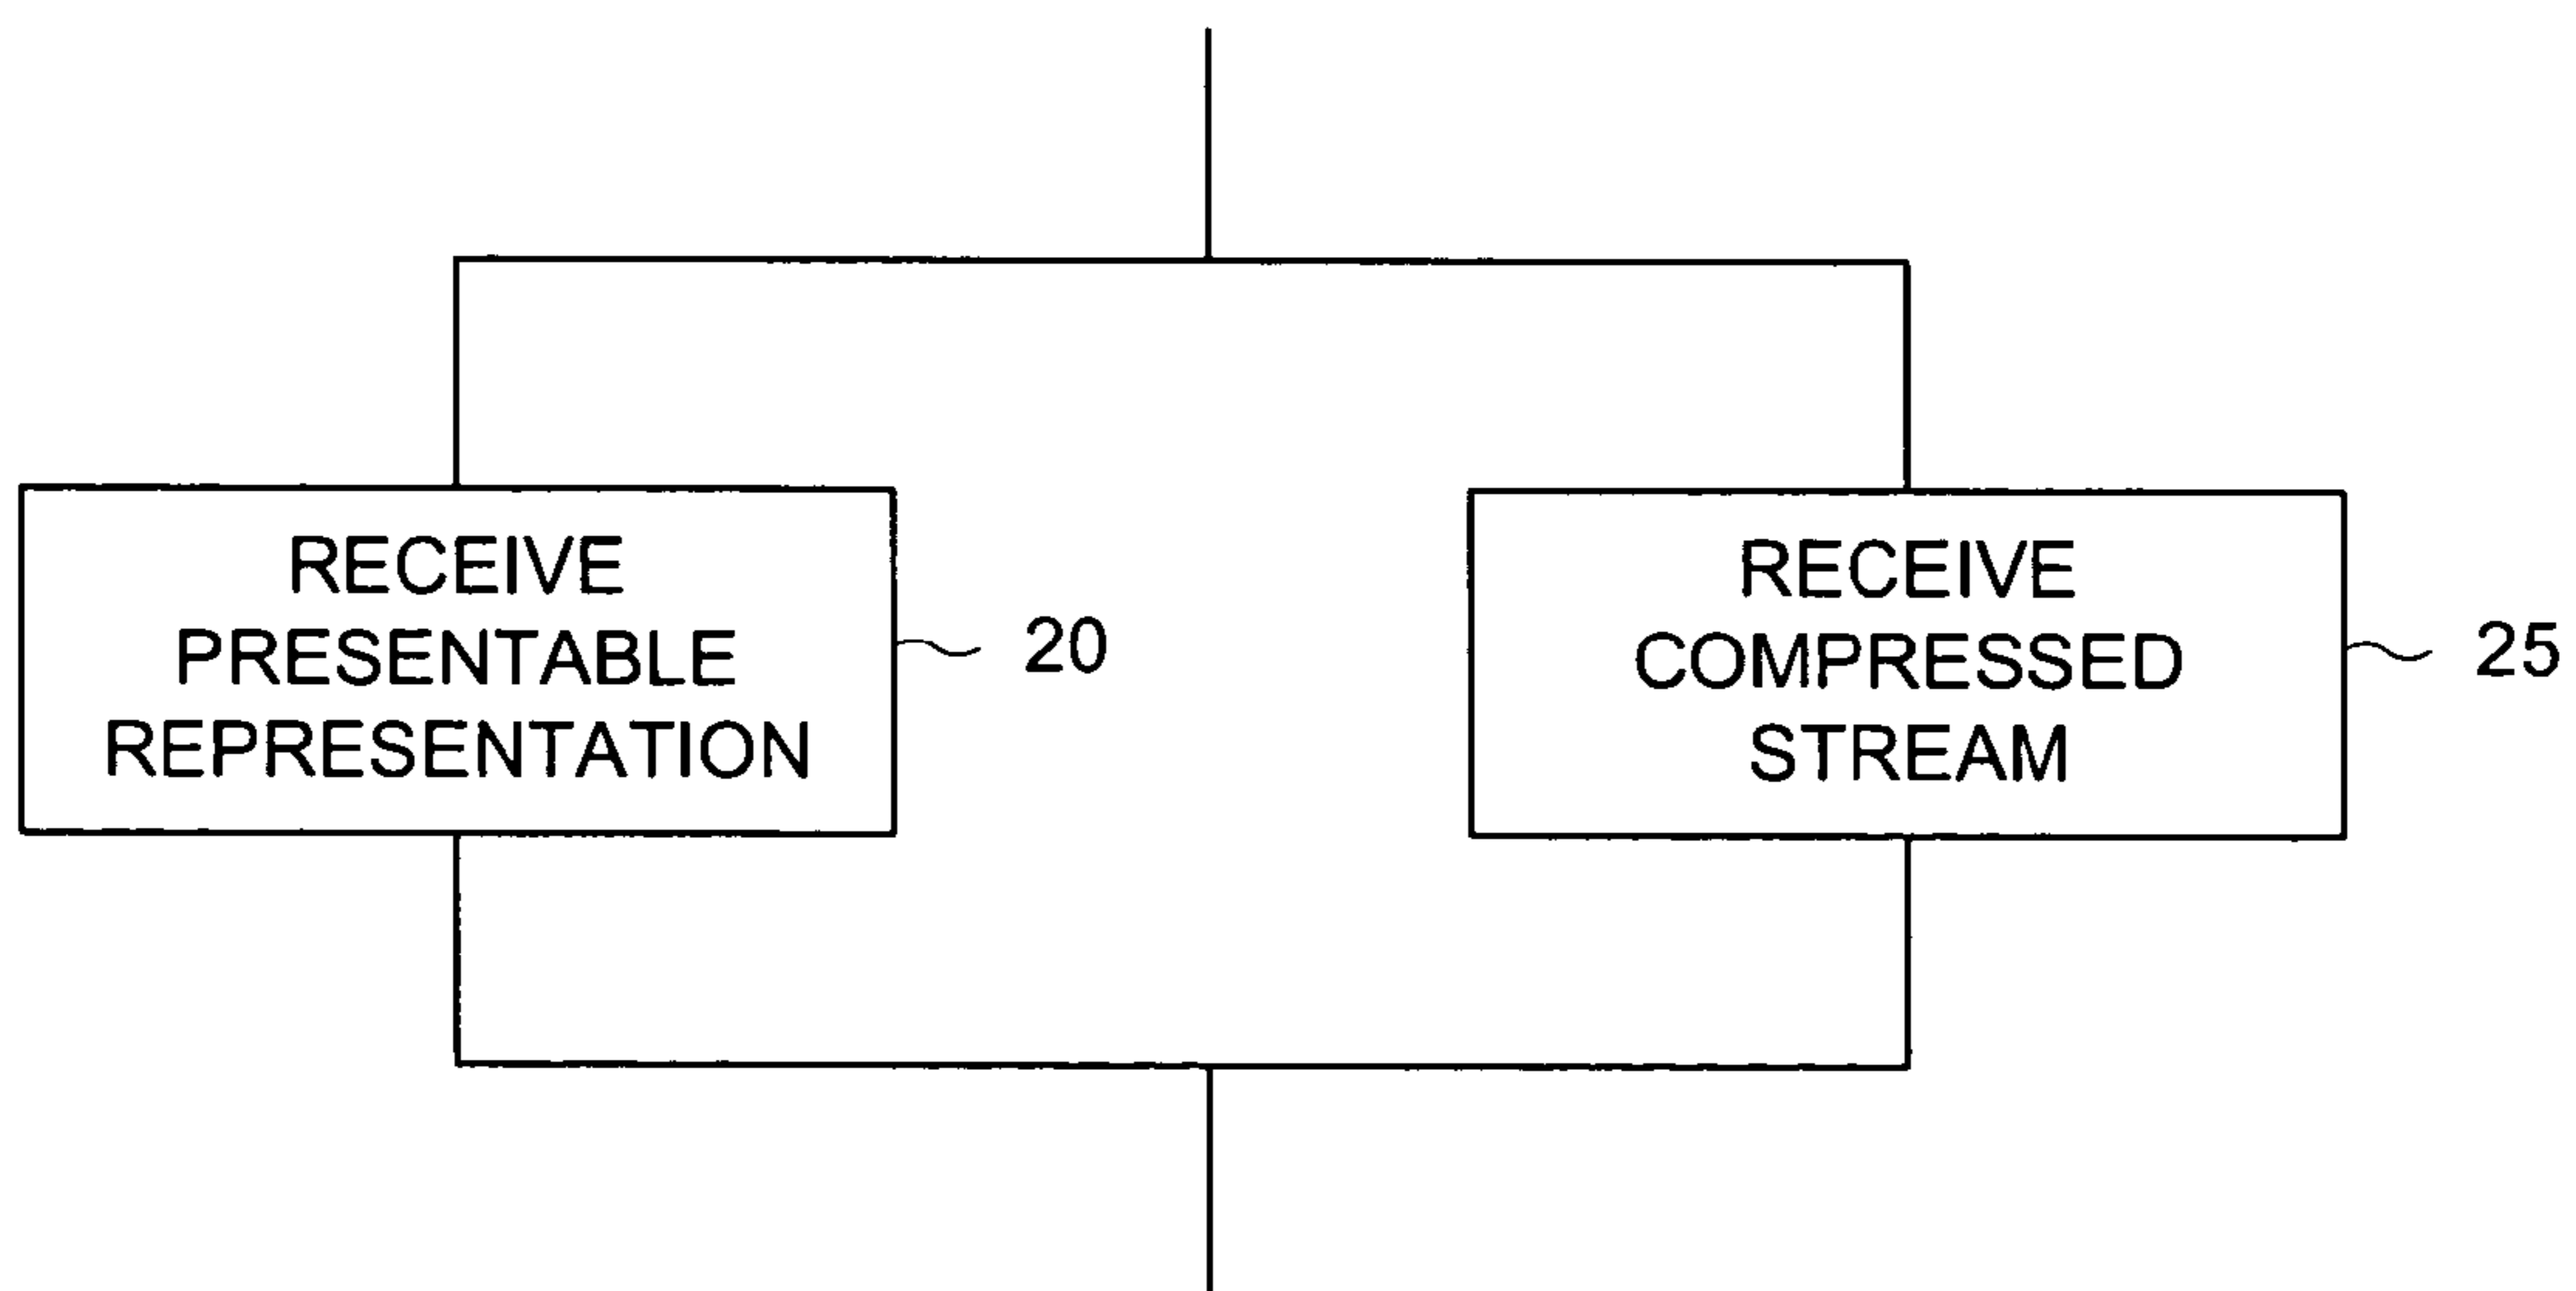 RECEIVE
PRESENTABLE
REPRESENTATION
20
RECEIVE
COMPRESSED
STREAM
25